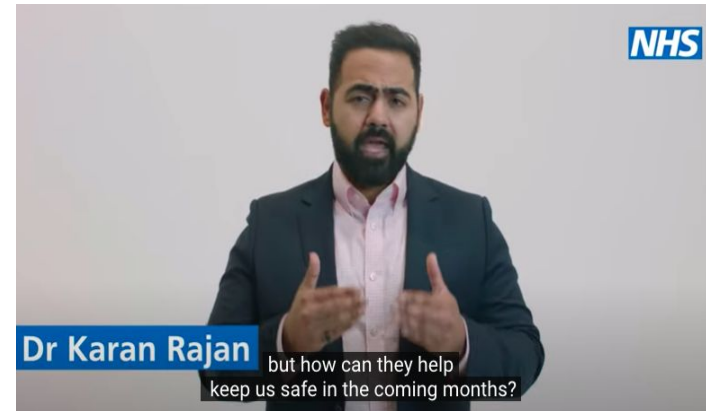 NHS
Dr Karan Rajan
but how can they help
keep us safe in the coming months?